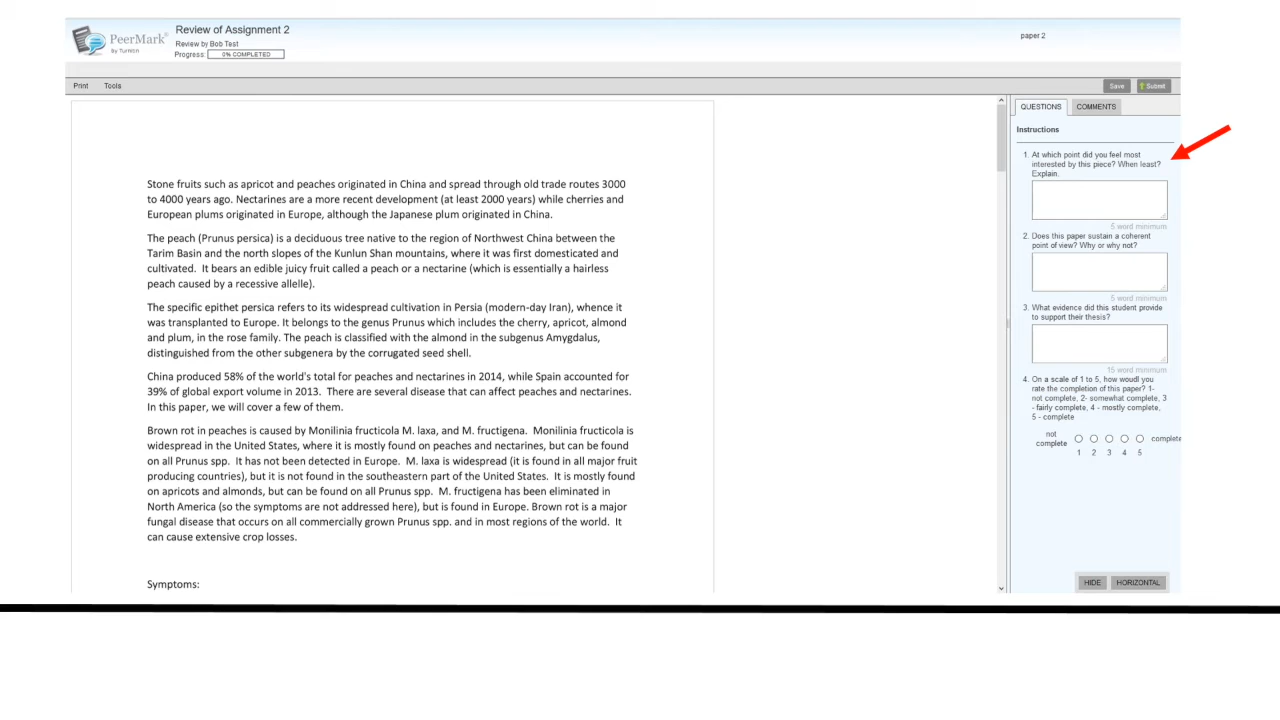 PeerMark
by Turnitin
Review of Assignment 2
Review by Bob Test
Progress: 0% COMPLETED
paper 2
Print Tools
Save Submit
Stone fruits such as apricot and peaches originated in China and spread through old trade routes 3000
to 4000 years ago. Nectarines are a more recent development (at least 2000 years) while cherries and
European plums originated in Europe, although the Japanese plum originated in China.
The peach (Prunus persica) is a deciduous tree native to the region of Northwest China between the
Tarim Basin and the north slopes of the Kunlun Shan mountains, where it was first domesticated and
cultivated. It bears an edible juicy fruit called a peach or a nectarine (which is essentially a hairless
peach caused by a recessive allelle).
The specific epithet persica refers to its widespread cultivation in Persia (modern-day Iran), whence it
was transplanted to Europe. It belongs to the genus Prunus which includes the cherry, apricot, almond
and plum, in the rose family. The peach is classified with the almond in the subgenus Amygdalus,
distinguished from the other subgenera by the corrugated seed shell.
China produced 58% of the world's total for peaches and nectarines in 2014, while Spain accounted for
39% of global export volume in 2013. There are several disease that can affect peaches and nectarines.
In this paper, we will cover a few of them.
Brown rot in peaches is caused by Monilinia fructicola M. laxa, and M. fructigena. Monilinia fructicola is
widespread in the United States, where it is mostly found on peaches and nectarines, but can be found
on all Prunus spp. It has not been detected in Europe. M. laxa is widespread (it is found in all major fruit
producing countries), but it is not found in the southeastern part of the United States. It is mostly found
on apricots and almonds, but can be found on all Prunus spp. M. fructigena has been eliminated in
North America (so the symptoms are not addressed here), but is found in Europe. Brown rot is a major
fungal disease that occurs on all commercially grown Prunus spp. and in most regions of the world. It
can cause extensive crop losses.
Symptoms:
QUESTIONS COMMENTS
Instructions
1. At which point did you feel most
interested by this piece? When least?
Explain.
5 word minimum
2. Does this paper sustain a coherent
point of view? Why or why not?
5 word minimum
3. What evidence did this student provide
to support their thesis?
15 word minimum
4. On a scale of 1 to 5, how woudl you
rate the completion of this paper? 1-
not complete, 2- somewhat complete, 3
- fairly complete, 4 - mostly complete,
5 - complete
not
complete
complete
1 2 3 4 5
HIDE HORIZONTAL